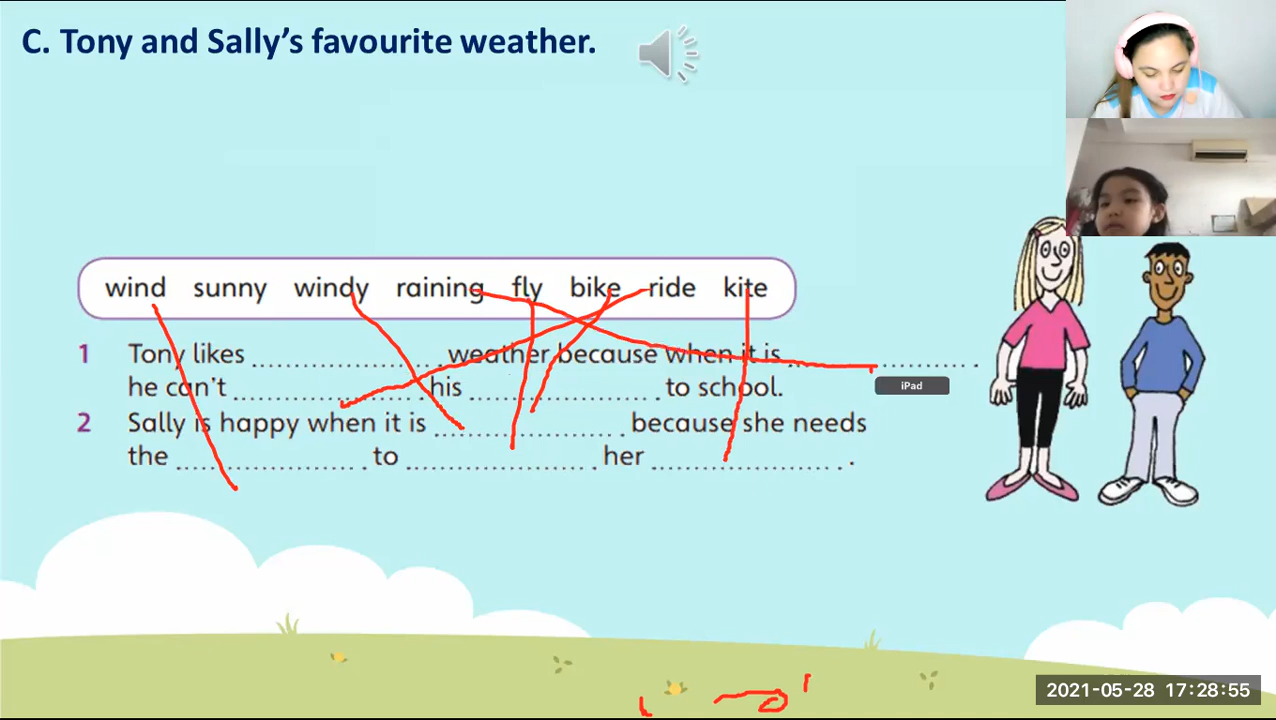 C. Tony and Sally's favourite weather.
wind sunny windy raining fly bike ride kite
1 Tony likes ........................ weather because when it is ........................
he can't ........................ his ........................ to school.
iPad
2 Sally is happy when it is ........................ because she needs
the ........................ to ........................ her ........................ .
2021-05-28 17:28:55